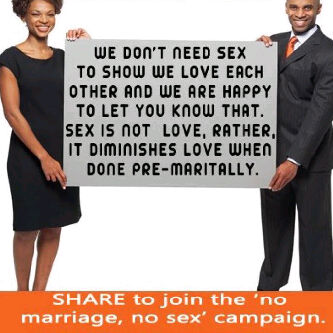 WE DON'T NEED SEX
TO SHOW WE LOVE EACH
OTHER AND WE ARE HAPPY
TO LET YOU KNOW THAT.
SEX IS NOT LOVE, RATHER,
IT DIMINISHES LOVE WHEN
DONE PRE-MARITALLY.
SHARE to join the 'no
marriage, no sex' campaign.